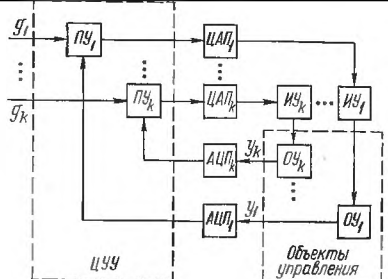 g₁ ПУ₁ ЦАП₁
ПУₖ ЦАПₖ ИУₖ ИУ₁
gₖ
АЦПₖ yₖ ОУₖ
АЦП₁ y₁ ОУ₁
ЦУУ
Объекты
управления